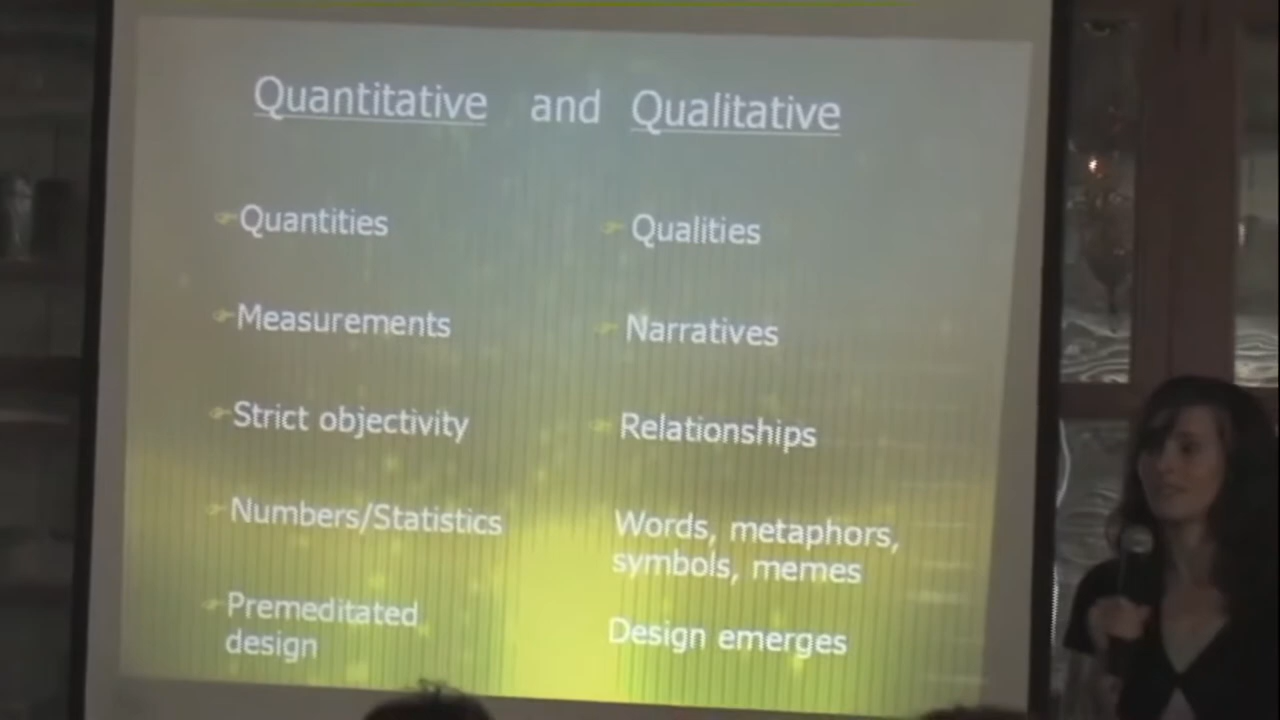 Quantitative and Qualitative
Quantities
Qualities
Measurements
Narratives
Strict objectivity
Relationships
Numbers/Statistics
Words, metaphors,
symbols, memes
Premeditated
design
Design emerges